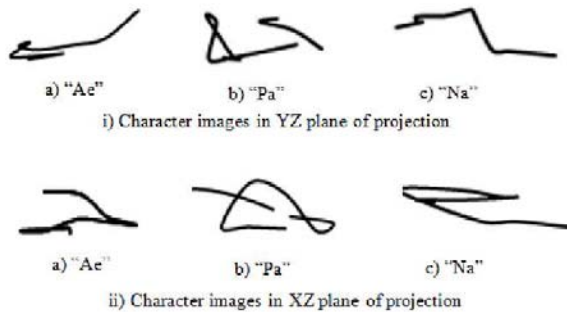 a) “Ae” b) “Pa” c) “Na”
i) Character images in YZ plane of projection
a) “Ae” b) “Pa” c) “Na”
ii) Character images in XZ plane of projection